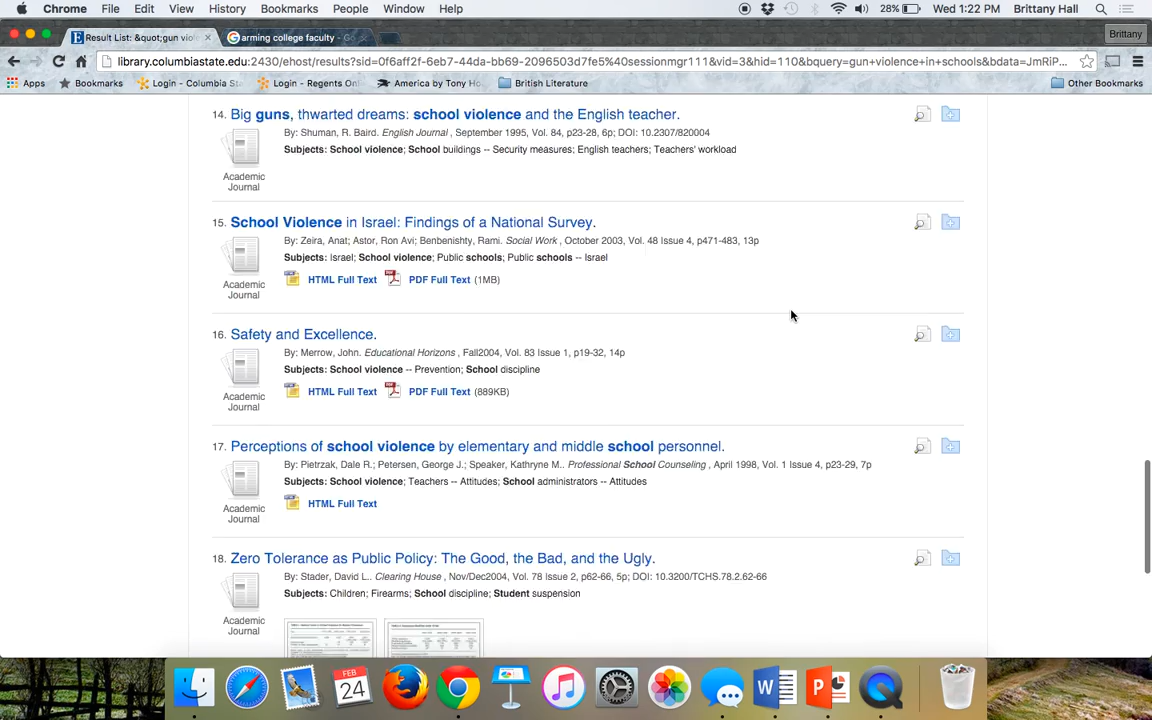 Chrome File Edit View History Bookmarks People Window Help 28% Wed 1:22 PM Brittany Hall
Result List: &quot;gun viole × arming college faculty - Go × Brittany
library.columbiastate.edu:2430/ehost/results?sid=0f6aff2f-6eb7-44da-bb69-2096503d7fe5%40sessionmgr111&vid=3&hid=110&bquery=gun+violence+in+schools&bdata=JmRiP...
Apps Bookmarks Login - Columbia Sta Login - Regents Onl America by Tony Ho British Literature Other Bookmarks
14. Big guns, thwarted dreams: school violence and the English teacher.
By: Shuman, R. Baird. English Journal , September 1995, Vol. 84, p23-28, 6p; DOI: 10.2307/820004
Subjects: School violence; School buildings -- Security measures; English teachers; Teachers' workload
Academic
Journal
15. School Violence in Israel: Findings of a National Survey.
By: Zeira, Anat; Astor, Ron Avi; Benbenishty, Rami. Social Work , October 2003, Vol. 48 Issue 4, p471-483, 13p
Subjects: Israel; School violence; Public schools; Public schools -- Israel
HTML Full Text PDF Full Text (1MB)
Academic
Journal
16. Safety and Excellence.
By: Merrow, John. Educational Horizons , Fall2004, Vol. 83 Issue 1, p19-32, 14p
Subjects: School violence -- Prevention; School discipline
HTML Full Text PDF Full Text (889KB)
Academic
Journal
17. Perceptions of school violence by elementary and middle school personnel.
By: Pietrzak, Dale R.; Petersen, George J.; Speaker, Kathryne M.. Professional School Counseling , April 1998, Vol. 1 Issue 4, p23-29, 7p
Subjects: School violence; Teachers -- Attitudes; School administrators -- Attitudes
HTML Full Text
Academic
Journal
18. Zero Tolerance as Public Policy: The Good, the Bad, and the Ugly.
By: Stader, David L.. Clearing House , Nov/Dec2004, Vol. 78 Issue 2, p62-66, 5p; DOI: 10.3200/TCHS.78.2.62-66
Subjects: Children; Firearms; School discipline; Student suspension
Academic
Journal
FEB
24